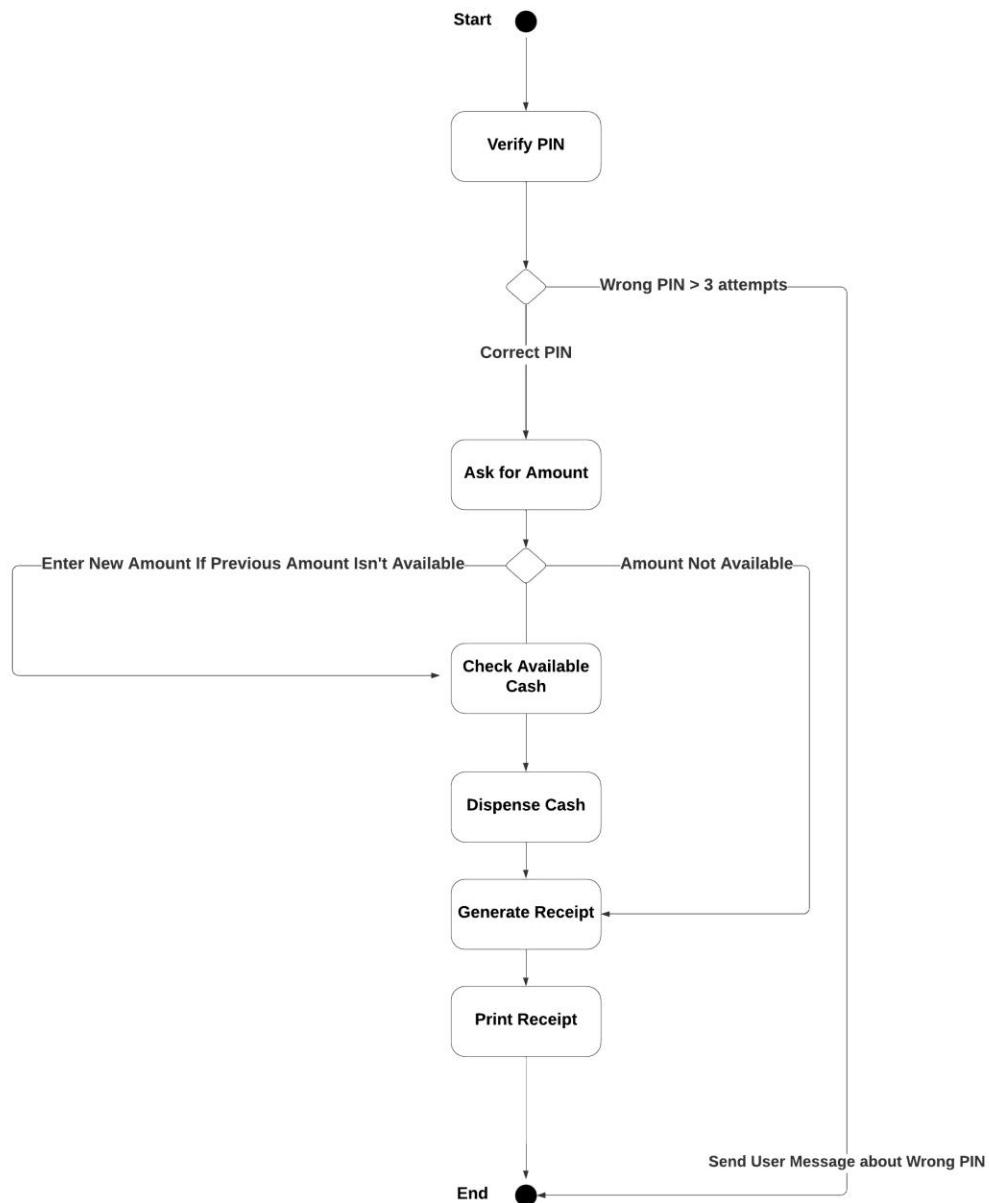 Start
Verify PIN
Wrong PIN > 3 attempts
Correct PIN
Ask for Amount
Enter New Amount If Previous Amount Isn't Available
Amount Not Available
Check Available
Cash
Dispense Cash
Generate Receipt
Print Receipt
Send User Message about Wrong PIN
End